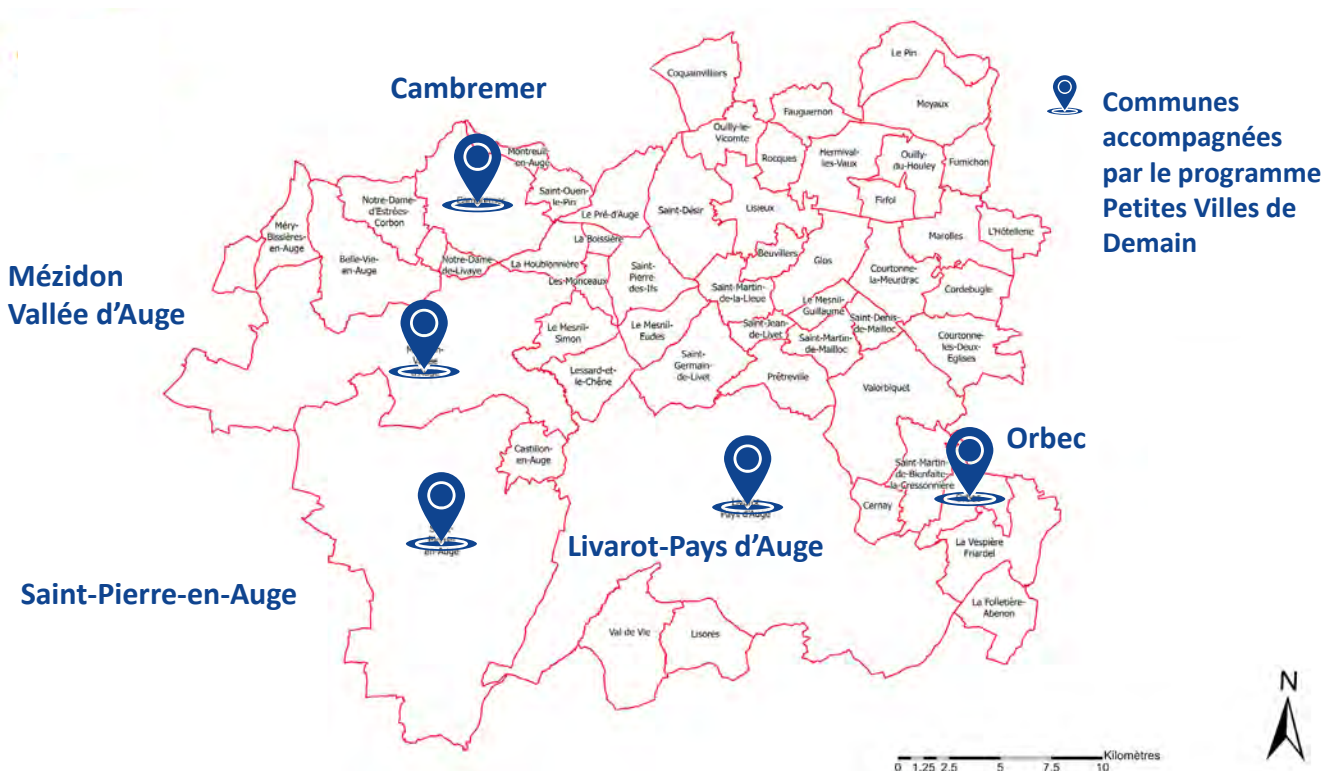 Cambremer
Communes
accompagnées
par le programme
Petites Villes de
Demain
Mézidon
Vallée d'Auge
Orbec
Livarot-Pays d'Auge
Saint-Pierre-en-Auge
Le Pin
Coquainvilliers
Moyaux
Fauguernon
Ouilly-le-
Vicomte
Rocques
Hermival-
les-Vaux
Ouilly-
du-Houley
Fumichon
Montreuil-
en-Auge
Saint-Ouen-
le-Pin
Notre-Dame-
d'Estrées-
Corbon
Le Pré-d'Auge
Saint-Désir
Lisieux
Firfol
Méry-
Bissières-
en-Auge
La Boissière
Marolles
L'Hôtellerie
Belle-Vie-
en-Auge
Notre-Dame-
de-Livaye
La Houblonnière
Beuvillers
Glos
Saint-
Pierre-
des-Ifs
Courtonne-
la-Meurdrac
Les-Monceaux
Saint-Martin-
de-la-Lieue
Cordebugle
Le Mesnil-
Guillaume
Le Mesnil-
Simon
Le Mesnil-
Eudes
Saint-Jean-
de-Livet
Saint-Denis-
de-Mailloc
Saint-Martin-
de-Mailloc
Courtonne-
les-Deux-
Eglises
Lessard-et-
le-Chêne
Saint-
Germain-
de-Livet
Prêtreville
Valorbiquet
Castillon-
en-Auge
Saint-Martin-
de-Bienfaite-
la-Cressonnière
Cernay
Pays d'Auge
en-Auge
La Vespière
Friardel
La Folletière-
Abenon
Val de Vie
Lisores
N
Kilomètres
0 1,25 2,5 5 7,5 10